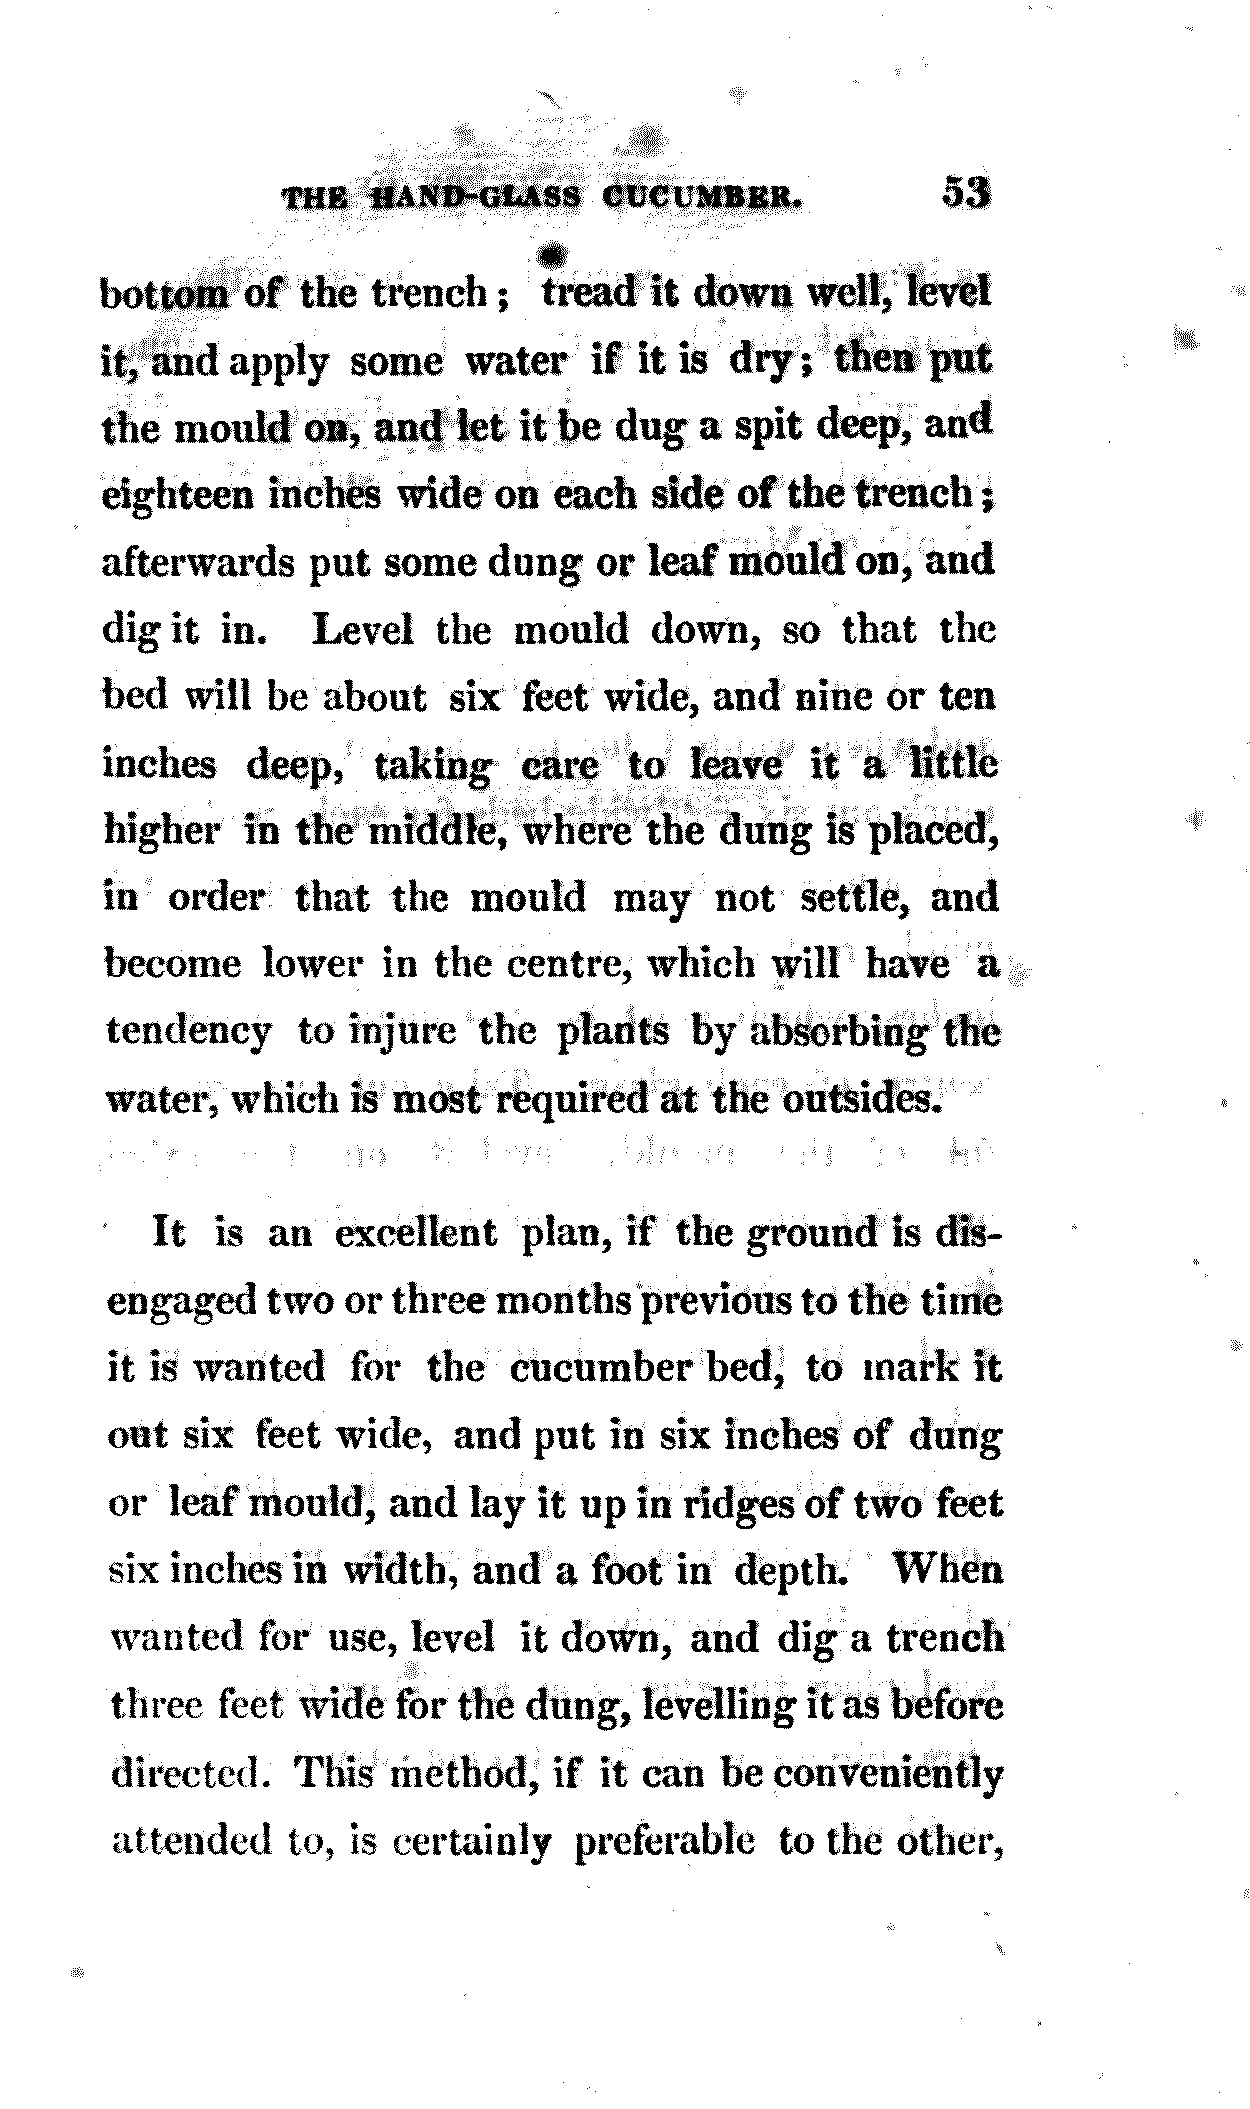 THE HAND-GLASS CUCUMBER. 53
bottom of the trench; tread it down well, level
it, and apply some water if it is dry; then put
the mould on, and let it be dug a spit deep, and
eighteen inches wide on each side of the trench;
afterwards put some dung or leaf mould on, and
dig it in. Level the mould down, so that the
bed will be about six feet wide, and nine or ten
inches deep, taking care to leave it a little
higher in the middle, where the dung is placed,
in order that the mould may not settle, and
become lower in the centre, which will have a
tendency to injure the plants by absorbing the
water, which is most required at the outsides.
It is an excellent plan, if the ground is dis-
engaged two or three months previous to the time
it is wanted for the cucumber bed, to mark it
out six feet wide, and put in six inches of dung
or leaf mould, and lay it up in ridges of two feet
six inches in width, and a foot in depth. When
wanted for use, level it down, and dig a trench
three feet wide for the dung, levelling it as before
directed. This method, if it can be conveniently
attended to, is certainly preferable to the other,